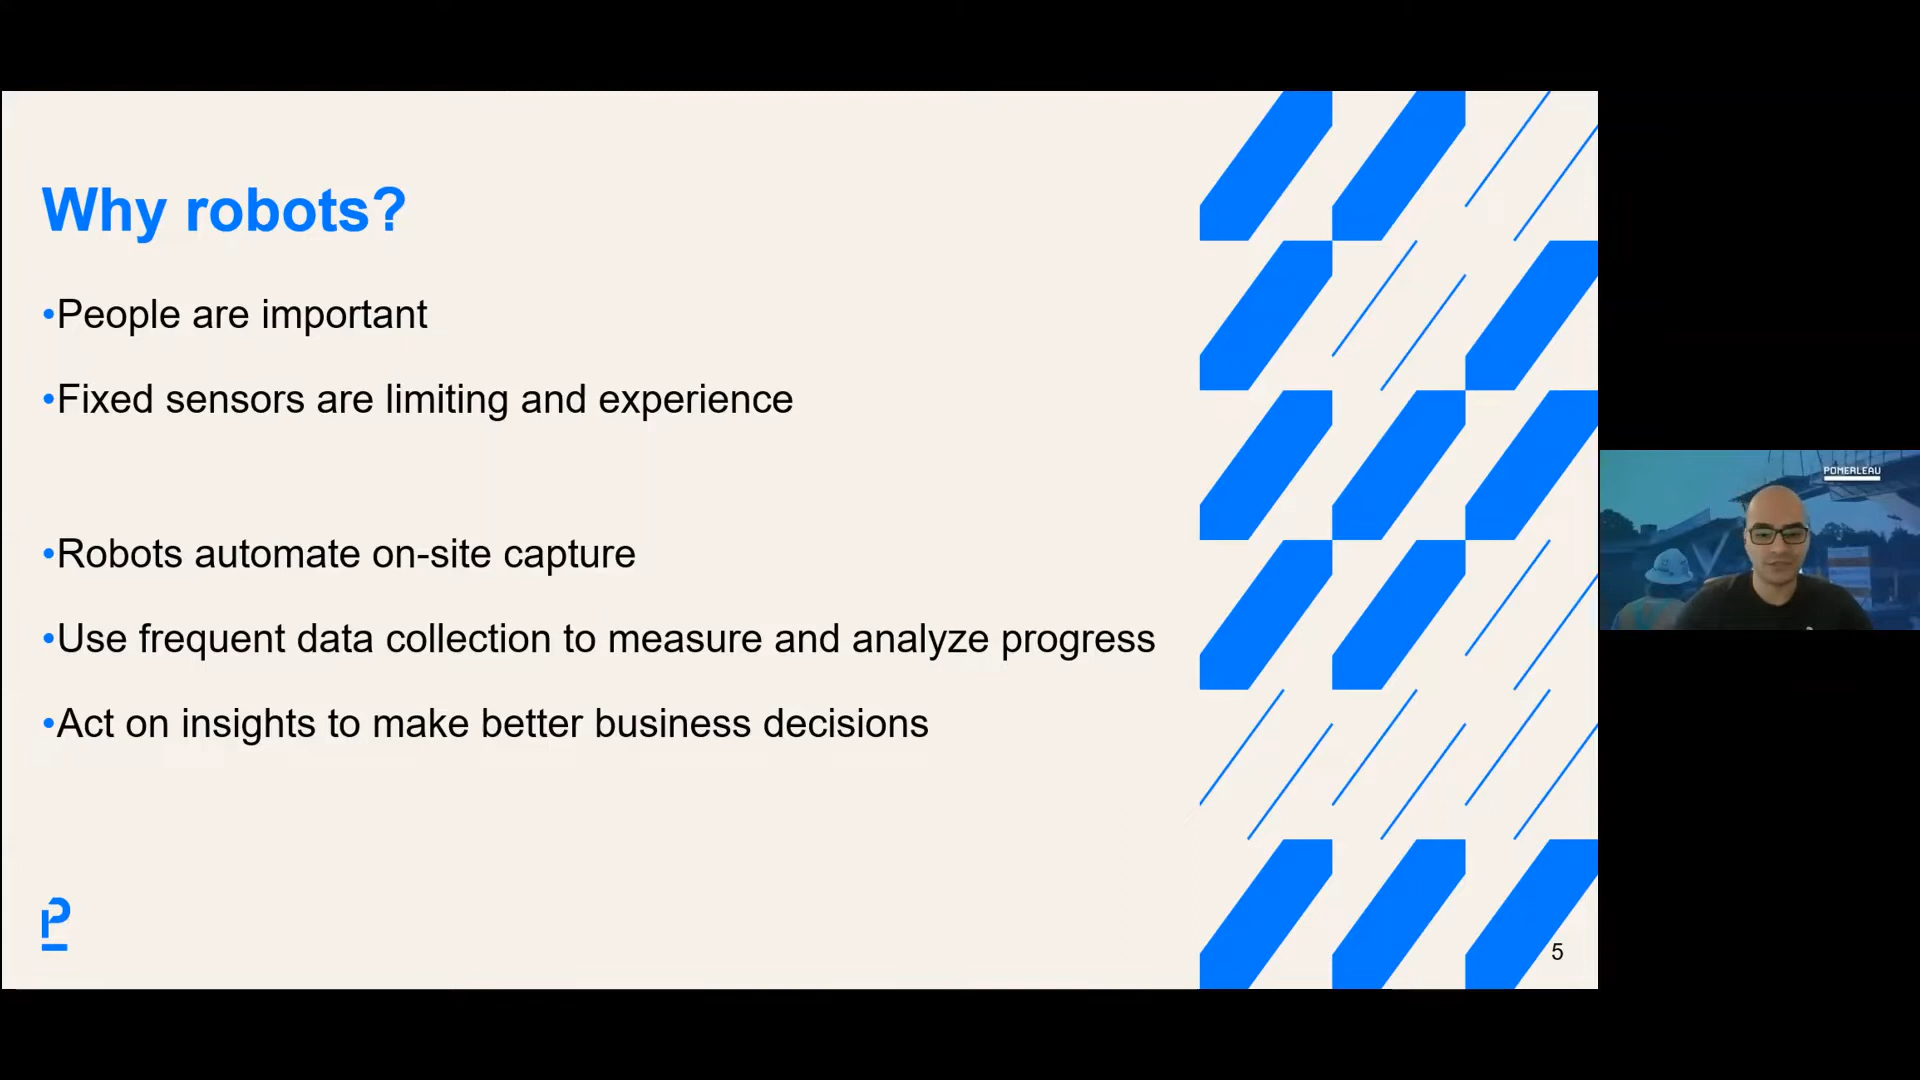 Why robots?
•People are important
•Fixed sensors are limiting and experience
•Robots automate on-site capture
•Use frequent data collection to measure and analyze progress
•Act on insights to make better business decisions
5
POMERLEAU